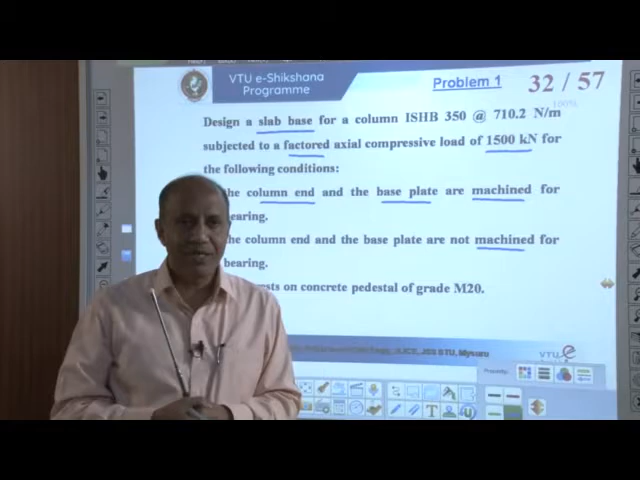 VTU e-Shikshana
Programme
Problem 1
32 / 57
100%
Design a slab base for a column ISHB 350 @ 710.2 N/m
subjected to a factored axial compressive load of 1500 kN for
the following conditions:
the column end and the base plate are machined for
bearing.
the column end and the base plate are not machined for
bearing.
on concrete pedestal of grade M20.
JSS STU, Mysuru
VTU e